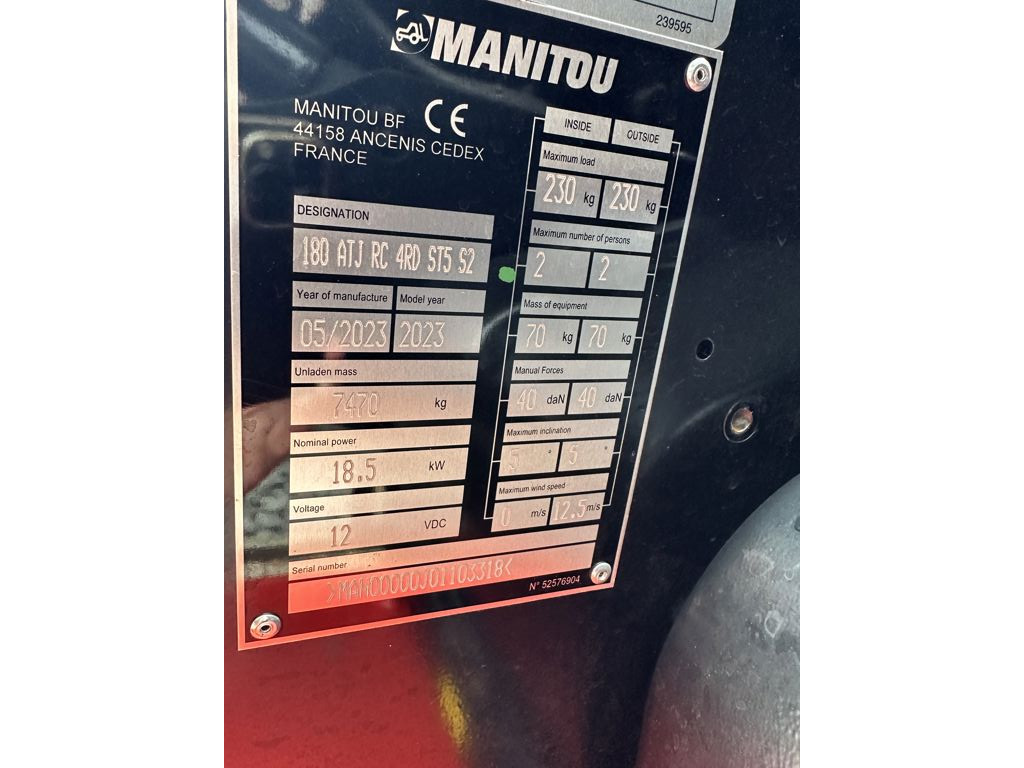 239595
MANITOU
MANITOU BF CE
44158 ANCENIS CEDEX
FRANCE
DESIGNATION
180 ATJ RC 4RD ST5 S2
Year of manufacture Model year
05/2023 2023
Unladen mass
7470 kg
Nominal power
18.5 kW
Voltage
12 VDC
Serial number
>MAN00000J01103318<
N° 52576904
INSIDE OUTSIDE
Maximum load
230 kg 230 kg
Maximum number of persons
2 2
Mass of equipment
70 kg 70 kg
Manual Forces
40 daN 40 daN
Maximum inclination
5 ° 5 °
Maximum wind speed
0 m/s 12.5 m/s